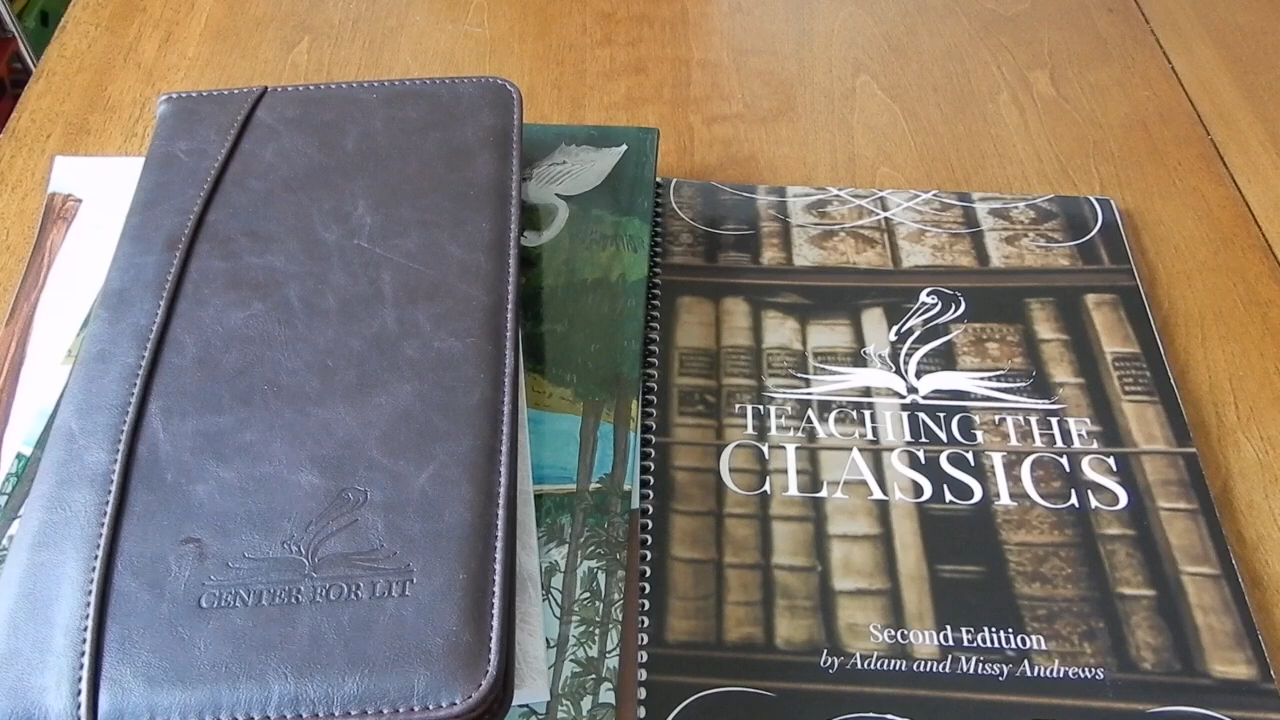 CENTER FOR LIT
TEACHING THE
CLASSICS
Second Edition
by Adam and Missy Andrews